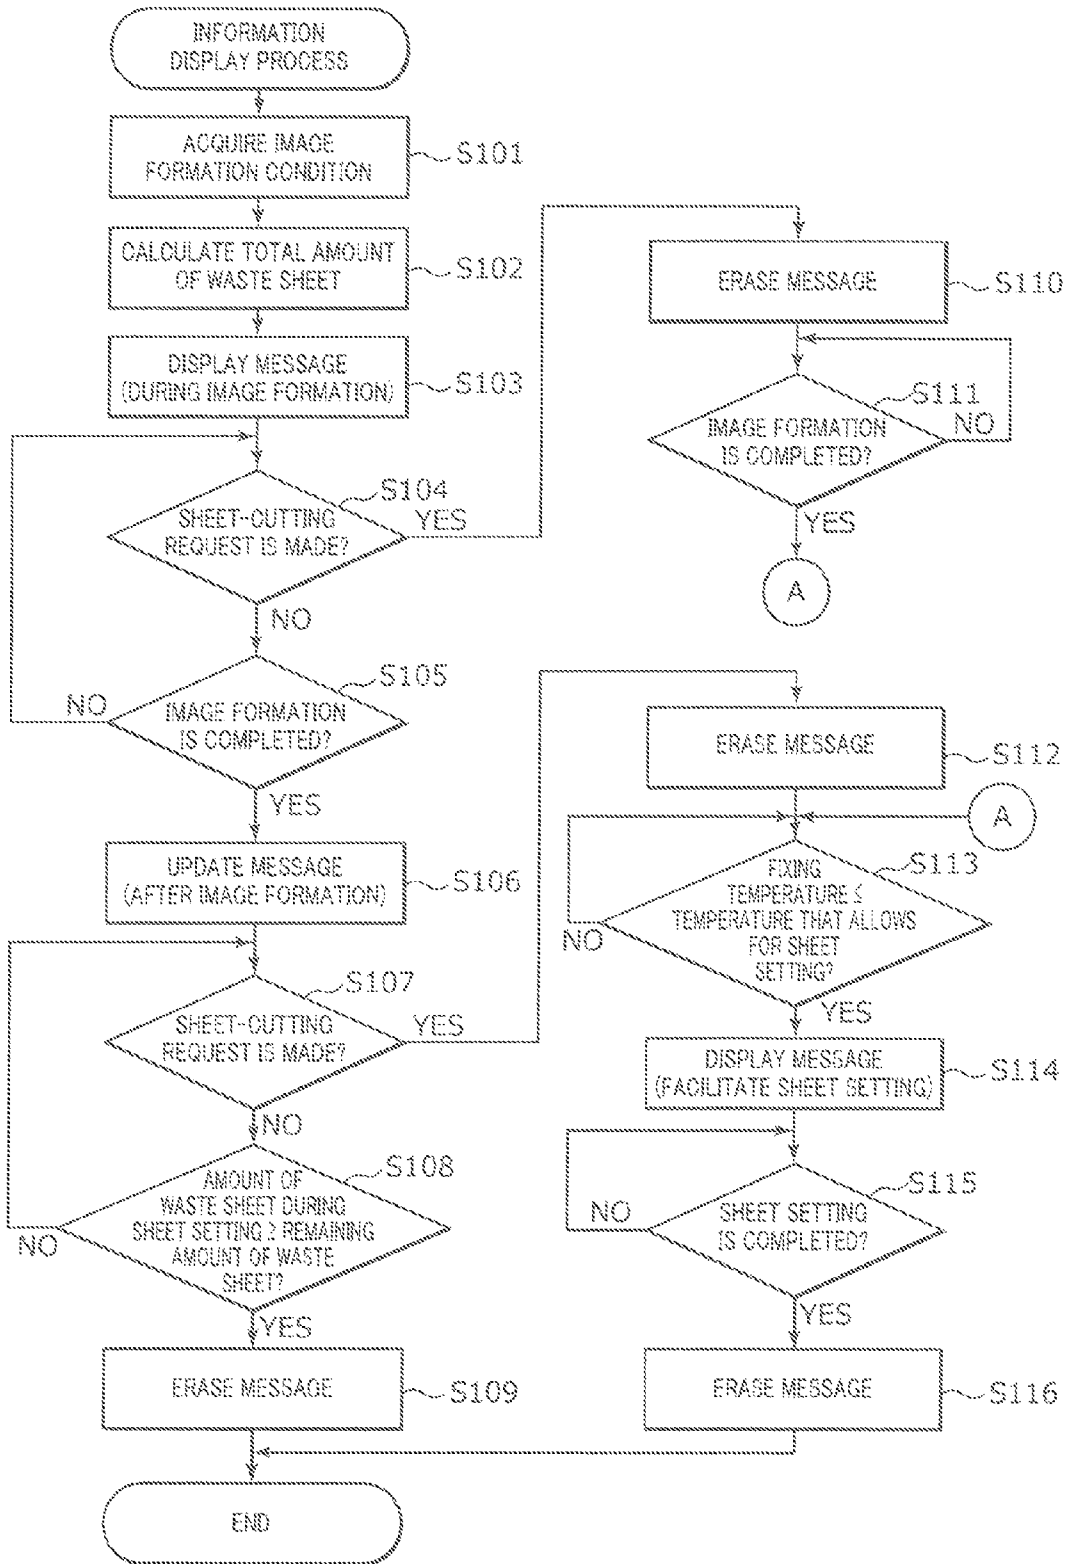 INFORMATION
DISPLAY PROCESS
ACQUIRE IMAGE
FORMATION CONDITION
S101
CALCULATE TOTAL AMOUNT
OF WASTE SHEET
S102
DISPLAY MESSAGE
(DURING IMAGE FORMATION)
S103
S104
SHEET-CUTTING
REQUEST IS MADE?
YES
NO
S105
IMAGE FORMATION
IS COMPLETED?
NO
YES
UPDATE MESSAGE
(AFTER IMAGE FORMATION)
S106
S107
SHEET-CUTTING
REQUEST IS MADE?
YES
NO
S108
AMOUNT OF
WASTE SHEET DURING
SHEET SETTING ≥ REMAINING
AMOUNT OF WASTE
SHEET?
NO
YES
ERASE MESSAGE
S109
END
ERASE MESSAGE
S110
S111
IMAGE FORMATION
IS COMPLETED?
NO
YES
A
ERASE MESSAGE
S112
A
S113
FIXING
TEMPERATURE ≤
TEMPERATURE THAT ALLOWS
FOR SHEET
SETTING?
NO
YES
DISPLAY MESSAGE
(FACILITATE SHEET SETTING)
S114
S115
SHEET SETTING
IS COMPLETED?
NO
YES
ERASE MESSAGE
S116